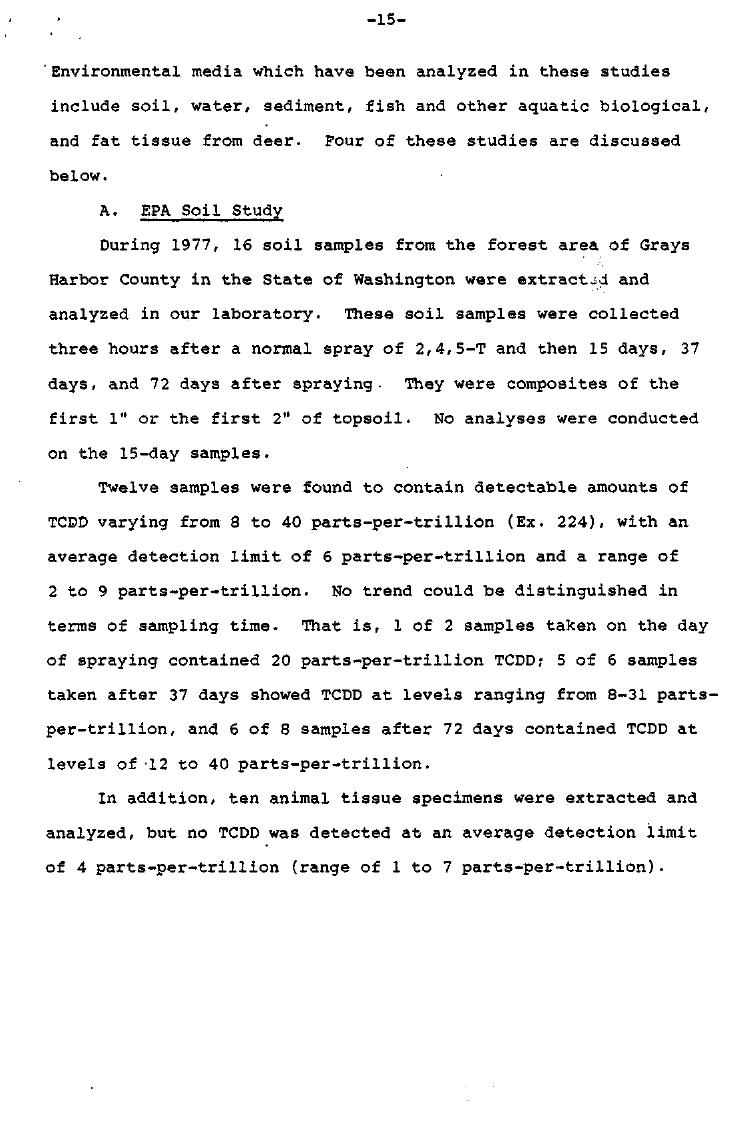 -15-
Environmental media which have been analyzed in these studies
include soil, water, sediment, fish and other aquatic biological,
and fat tissue from deer. Four of these studies are discussed
below.
A. EPA Soil Study
During 1977, 16 soil samples from the forest area of Grays
Harbor County in the State of Washington were extracted and
analyzed in our laboratory. These soil samples were collected
three hours after a normal spray of 2,4,5-T and then 15 days, 37
days, and 72 days after spraying. They were composites of the
first 1" or the first 2" of topsoil. No analyses were conducted
on the 15-day samples.
Twelve samples were found to contain detectable amounts of
TCDD varying from 8 to 40 parts-per-trillion (Ex. 224), with an
average detection limit of 6 parts-per-trillion and a range of
2 to 9 parts-per-trillion. No trend could be distinguished in
terms of sampling time. That is, 1 of 2 samples taken on the day
of spraying contained 20 parts-per-trillion TCDD; 5 of 6 samples
taken after 37 days showed TCDD at levels ranging from 8-31 parts-
per-trillion, and 6 of 8 samples after 72 days contained TCDD at
levels of 12 to 40 parts-per-trillion.
In addition, ten animal tissue specimens were extracted and
analyzed, but no TCDD was detected at an average detection limit
of 4 parts-per-trillion (range of 1 to 7 parts-per-trillion).